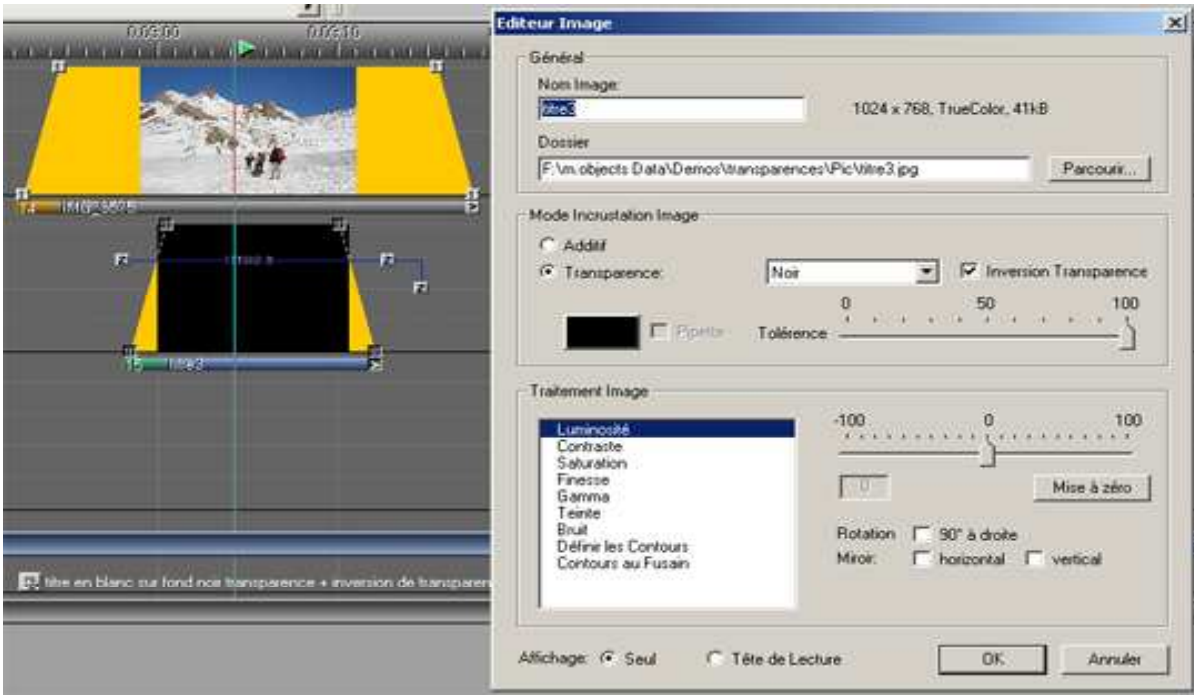 0:09:00 0:09:10
IMG_
titre3
titre en blanc sur fond noir transparence + inversion de transparen
Editeur Image
Général
Nom Image:
titre3
1024 x 768, TrueColor, 41kB
Dossier
F:\m.objects Data\Demos\transparences\Pic\titre3.jpg
Parcourir...
Mode Incrustation Image
Additif
Transparence:
Noir
Inversion Transparence
0 50 100
Pipette
Tolérence
Traitement Image
Luminosité
Contraste
Saturation
Finesse
Gamma
Teinte
Bruit
Définir les Contours
Contours au Fusain
-100 0 100
0
Mise à zéro
Rotation 90° à droite
Miroir: horizontal vertical
Affichage: Seul Tête de Lecture
OK Annuler